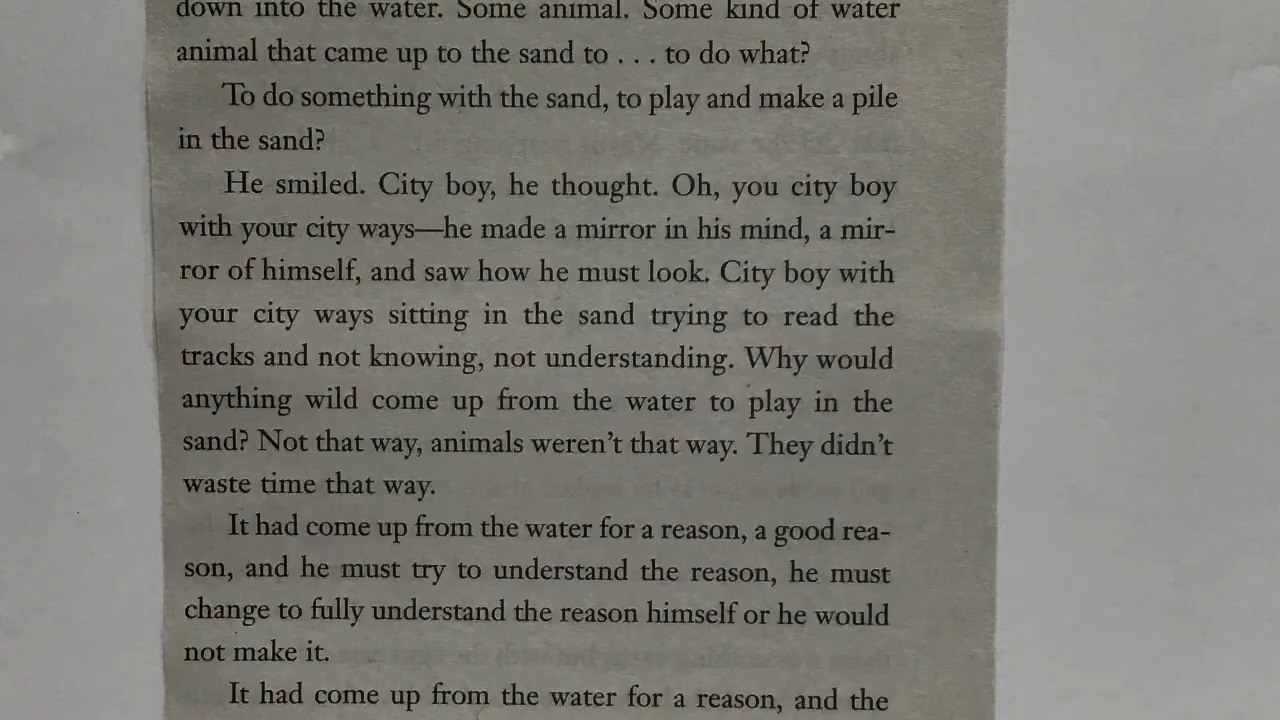 down into the water. Some animal. Some kind of water
animal that came up to the sand to . . . to do what?
To do something with the sand, to play and make a pile
in the sand?
He smiled. City boy, he thought. Oh, you city boy
with your city ways—he made a mirror in his mind, a mir-
ror of himself, and saw how he must look. City boy with
your city ways sitting in the sand trying to read the
tracks and not knowing, not understanding. Why would
anything wild come up from the water to play in the
sand? Not that way, animals weren’t that way. They didn’t
waste time that way.
It had come up from the water for a reason, a good rea-
son, and he must try to understand the reason, he must
change to fully understand the reason himself or he would
not make it.
It had come up from the water for a reason, and the